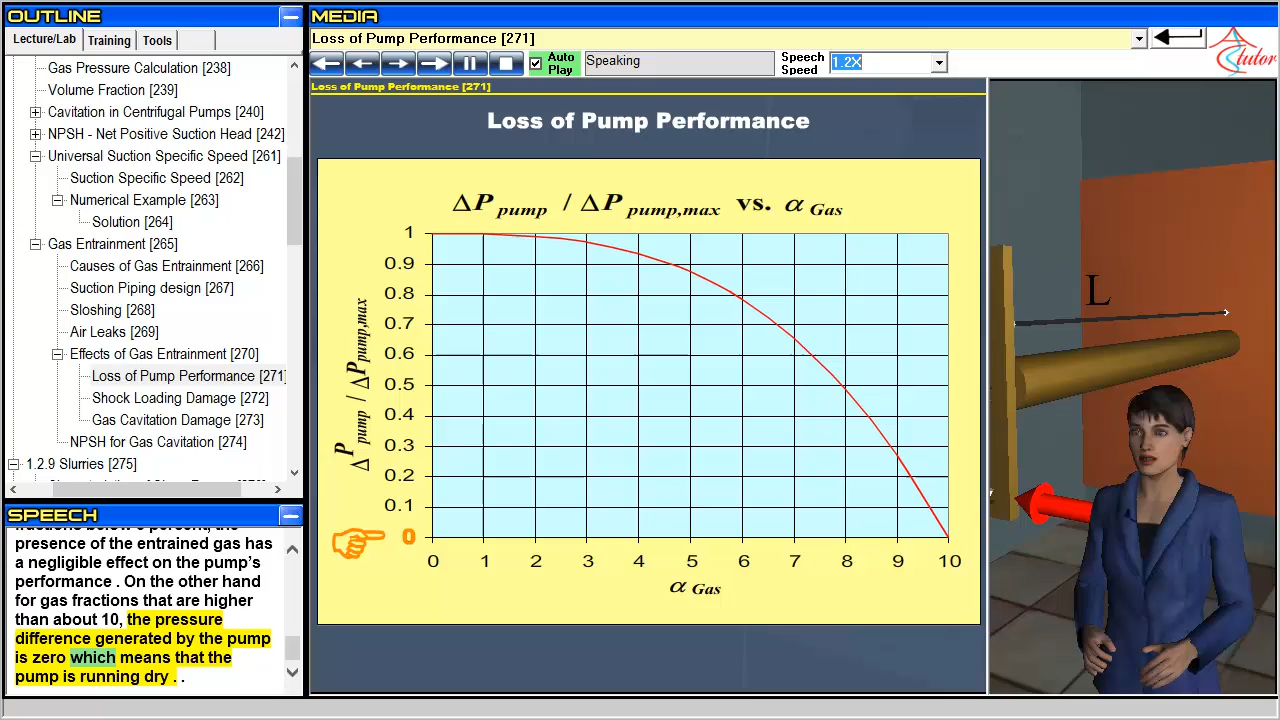 OUTLINE
Lecture/Lab
Training
Tools
Gas Pressure Calculation [238]
Volume Fraction [239]
Cavitation in Centrifugal Pumps [240]
NPSH - Net Positive Suction Head [242]
Universal Suction Specific Speed [261]
Suction Specific Speed [262]
Numerical Example [263]
Solution [264]
Gas Entrainment [265]
Causes of Gas Entrainment [266]
Suction Piping design [267]
Sloshing [268]
Air Leaks [269]
Effects of Gas Entrainment [270]
Loss of Pump Performance [271]
Shock Loading Damage [272]
Gas Cavitation Damage [273]
NPSH for Gas Cavitation [274]
1.2.9 Slurries [275]
SPEECH
presence of the entrained gas has
a negligible effect on the pump's
performance . On the other hand
for gas fractions that are higher
than about 10, the pressure
difference generated by the pump
is zero which means that the
pump is running dry . .
MEDIA
Loss of Pump Performance [271]
Auto
Play
Speaking
Speech
Speed
1.2X
tutor
Loss of Pump Performance [271]
Loss of Pump Performance
ΔP pump / ΔP pump,max vs. α Gas
ΔP pump / ΔP pump,max
1
0.9
0.8
0.7
0.6
0.5
0.4
0.3
0.2
0.1
0
0 1 2 3 4 5 6 7 8 9 10
α Gas
L